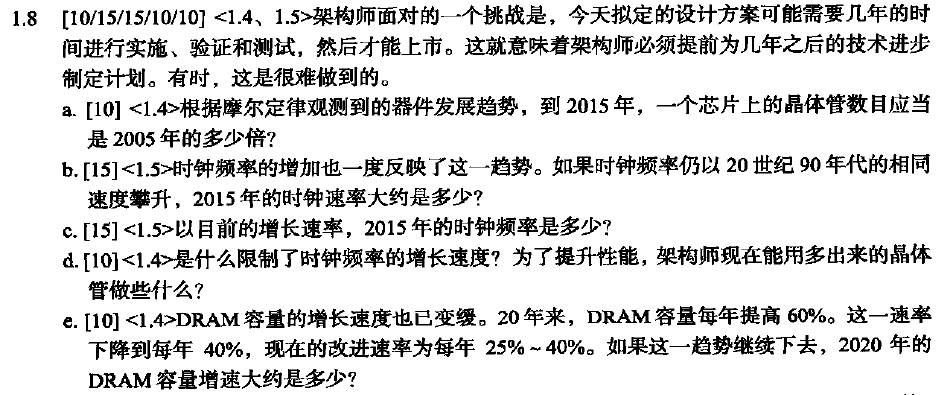 1.8 [10/15/15/10/10] <1.4、1.5>架构师面对的一个挑战是，今天拟定的设计方案可能需要几年的时
间进行实施、验证和测试，然后才能上市。这就意味着架构师必须提前为几年之后的技术进步
制定计划。有时，这是很难做到的。
a. [10] <1.4>根据摩尔定律观测到的器件发展趋势，到 2015 年，一个芯片上的晶体管数目应当
是 2005 年的多少倍？
b. [15] <1.5>时钟频率的增加也一度反映了这一趋势。如果时钟频率仍以 20 世纪 90 年代的相同
速度攀升，2015 年的时钟速率大约是多少？
c. [15] <1.5>以目前的增长速率，2015 年的时钟频率是多少？
d. [10] <1.4>是什么限制了时钟频率的增长速度？为了提升性能，架构师现在能用多出来的晶体
管做些什么？
e. [10] <1.4>DRAM 容量的增长速度也已变缓。20 年来，DRAM 容量每年提高 60%。这一速率
下降到每年 40%，现在的改进速率为每年 25%~40%。如果这一趋势继续下去，2020 年的
DRAM 容量增速大约是多少？